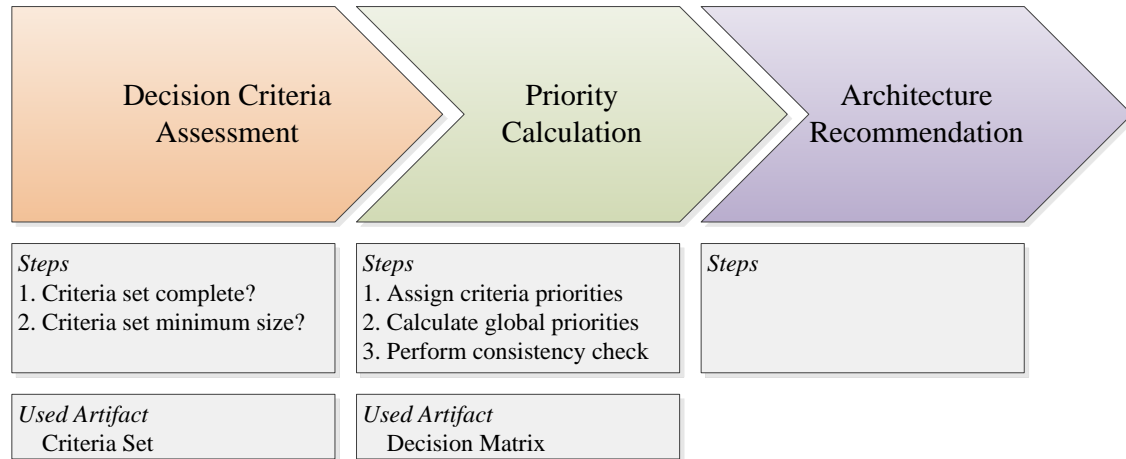 Decision Criteria
Assessment
Priority
Calculation
Architecture
Recommendation
Steps
1. Criteria set complete?
2. Criteria set minimum size?
Steps
1. Assign criteria priorities
2. Calculate global priorities
3. Perform consistency check
Steps
Used Artifact
Criteria Set
Used Artifact
Decision Matrix